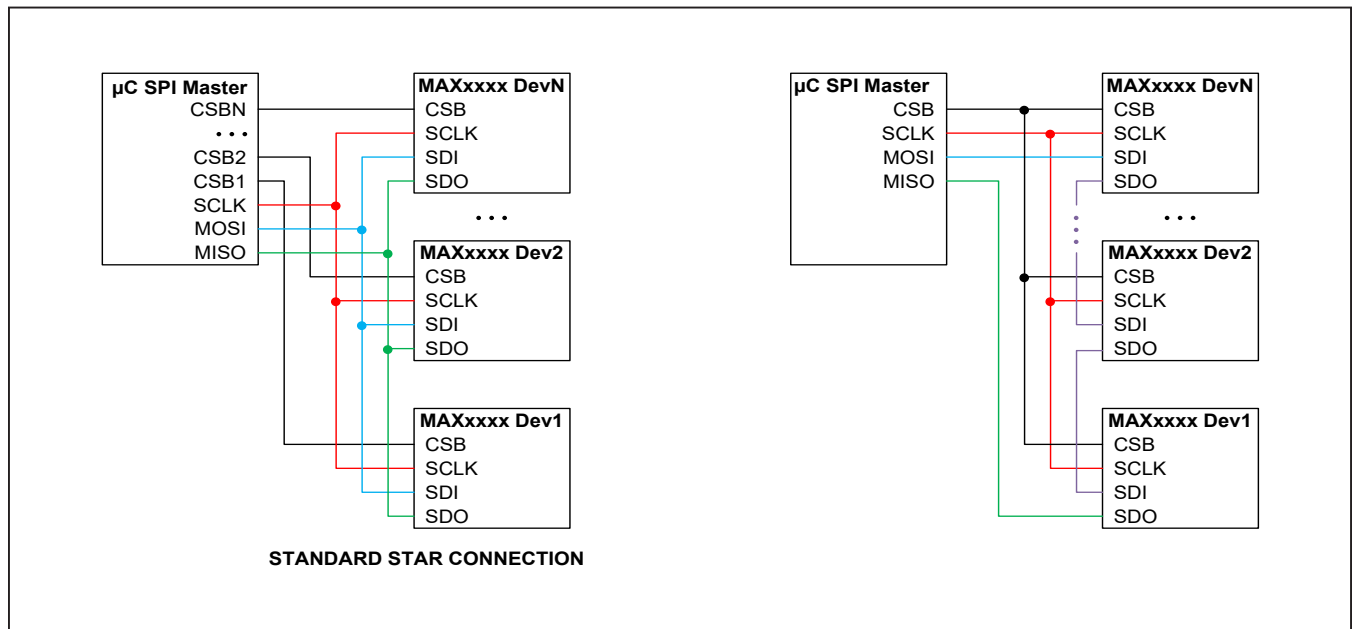 µC SPI Master
CSBN
...
CSB2
CSB1
SCLK
MOSI
MISO
MAXxxxx DevN
CSB
SCLK
SDI
SDO
...
MAXxxxx Dev2
CSB
SCLK
SDI
SDO
MAXxxxx Dev1
CSB
SCLK
SDI
SDO
STANDARD STAR CONNECTION
µC SPI Master
CSB
SCLK
MOSI
MISO
MAXxxxx DevN
CSB
SCLK
SDI
SDO
...
MAXxxxx Dev2
CSB
SCLK
SDI
SDO
MAXxxxx Dev1
CSB
SCLK
SDI
SDO